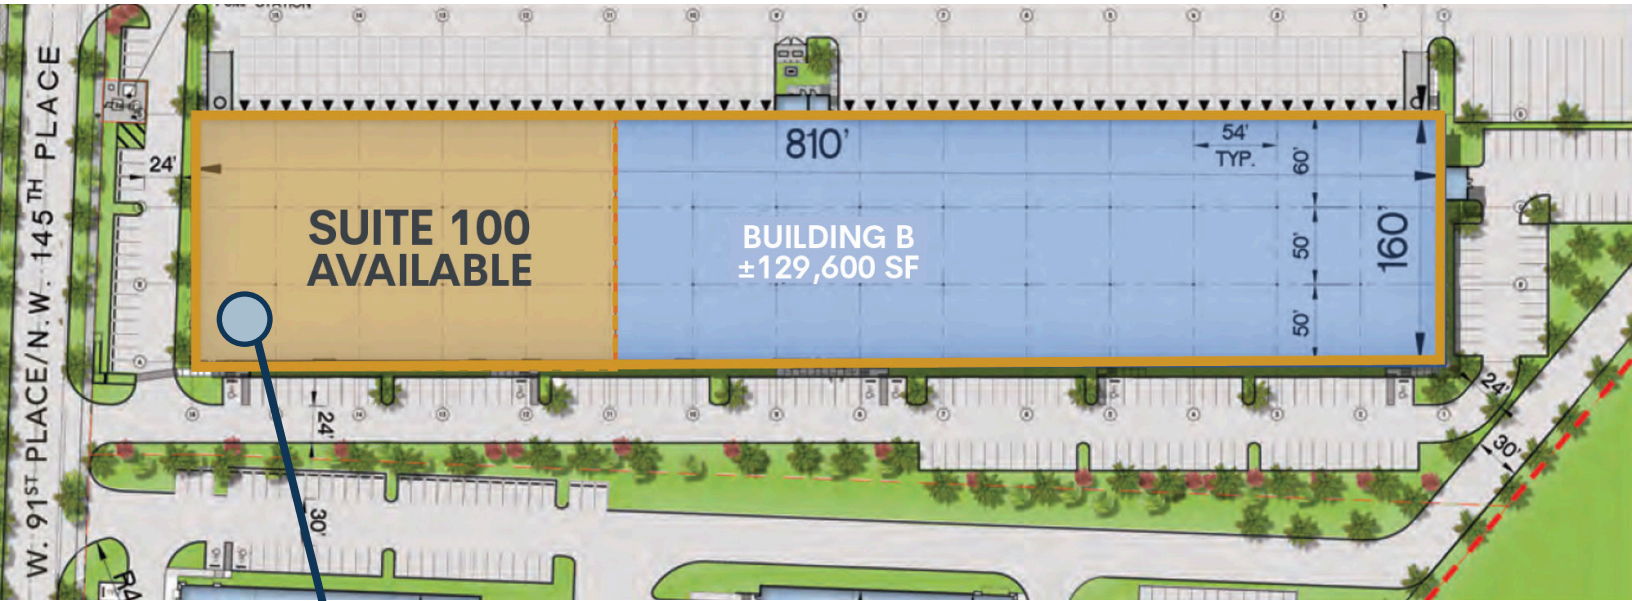 STATION
W. 91ST PLACE/N.W. 145TH PLACE
24'
810'
54'
TYP.
60'
50'
50'
160'
SUITE 100
AVAILABLE
BUILDING B
±129,600 SF
24'
24'
30'
30'